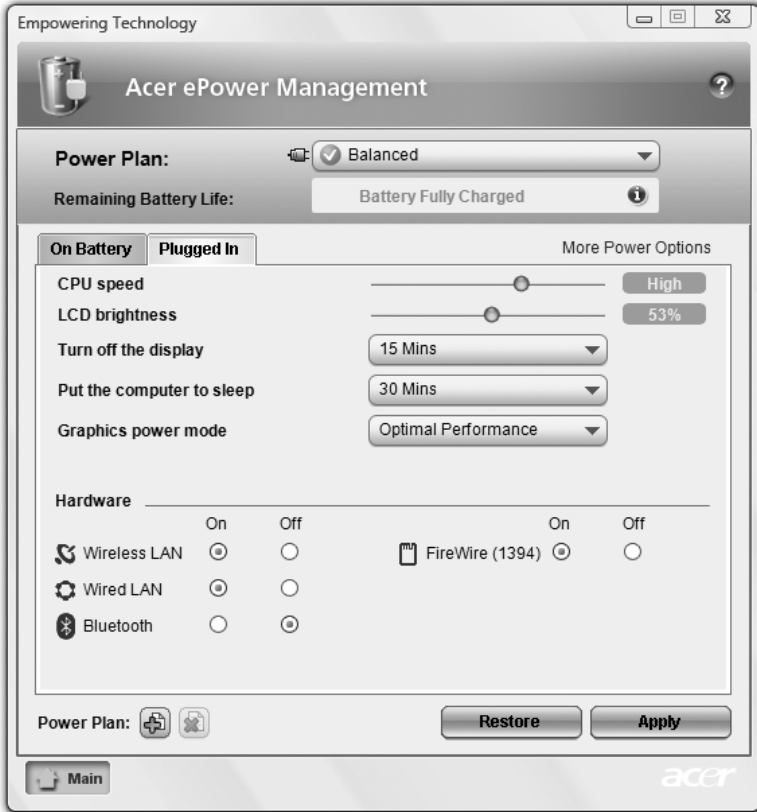 Empowering Technology
Acer ePower Management ?
Power Plan: Balanced
Remaining Battery Life: Battery Fully Charged i
On Battery Plugged In More Power Options
CPU speed High
LCD brightness 53%
Turn off the display 15 Mins
Put the computer to sleep 30 Mins
Graphics power mode Optimal Performance
Hardware
On Off On Off
Wireless LAN FireWire (1394)
Wired LAN
Bluetooth
Power Plan: Restore Apply
Main acer